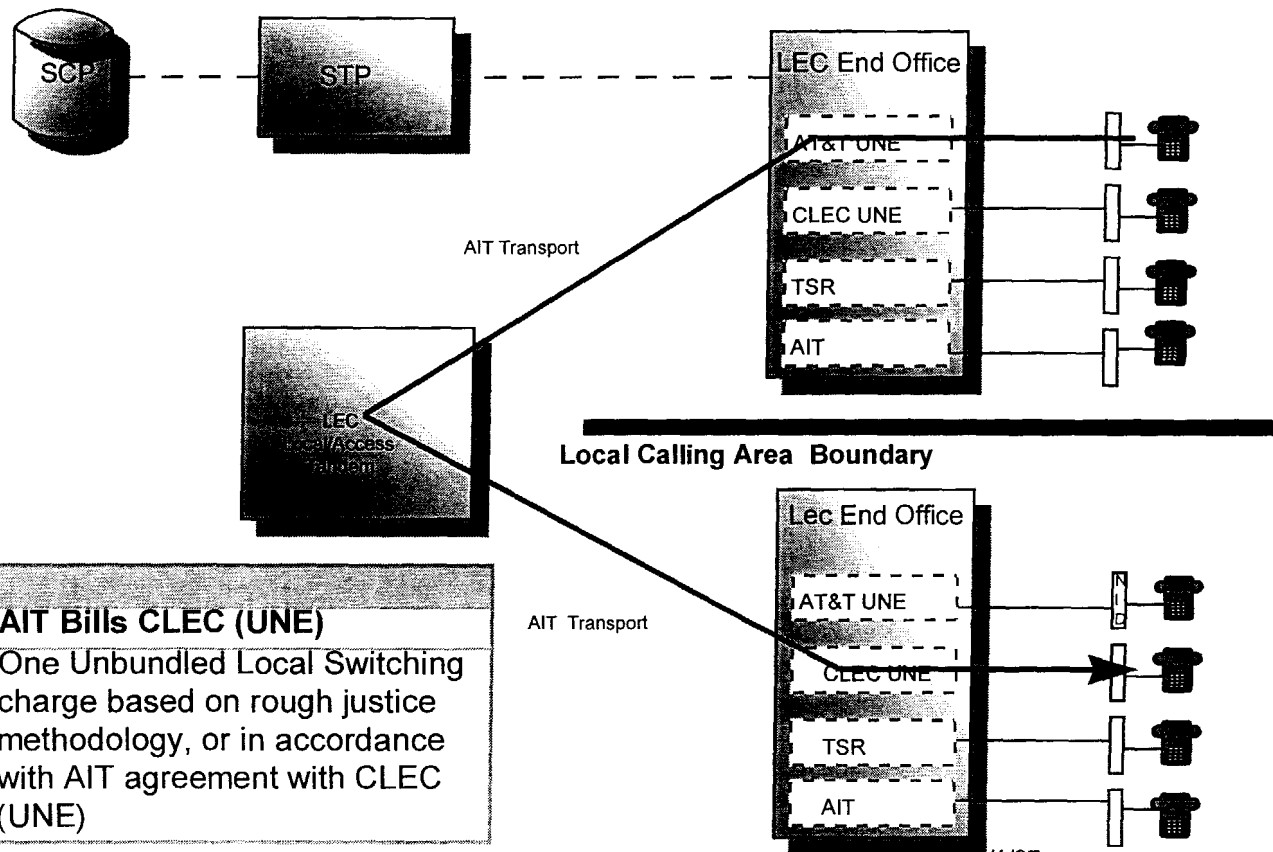 SCP
STP
LEC End Office
AT&T UNE
CLEC UNE
TSR
AIT
AIT Transport
LEC
Local/Access
Tandem
Local Calling Area Boundary
Lec End Office
AT&T UNE
CLEC UNE
TSR
AIT
AIT Transport
AIT Bills CLEC (UNE)
One Unbundled Local Switching
charge based on rough justice
methodology, or in accordance
with AIT agreement with CLEC
(UNE)